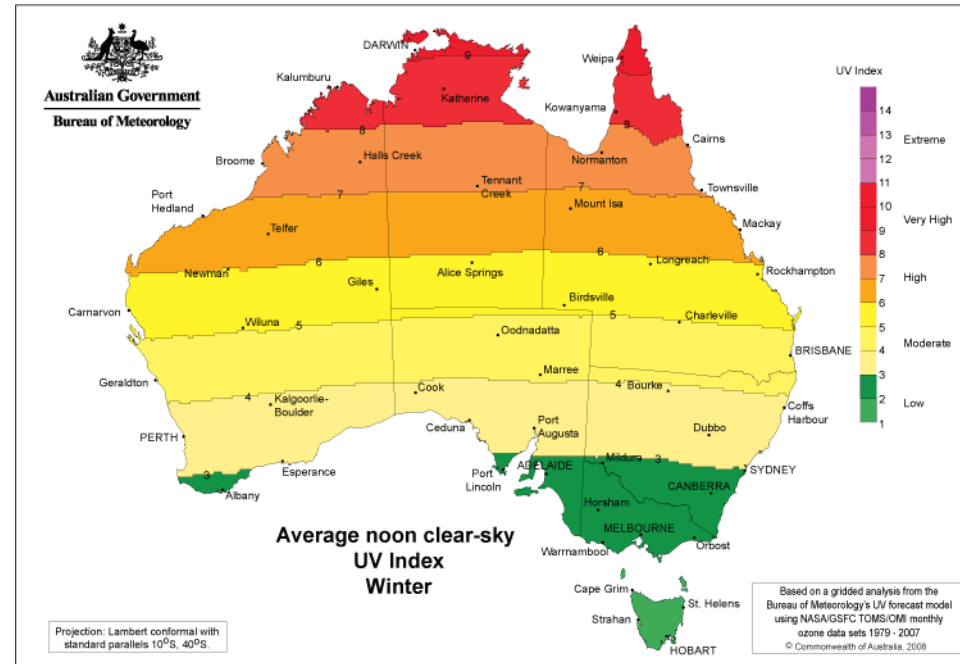 Australian Government
Bureau of Meteorology
DARWIN
Kalumburu
Katherine
9
Weipa
Kowanyama
8
8
Cairns
Broome
Halls Creek
Normanton
Tennant
Creek
7
7
Townsville
Port
Hedland
Mount Isa
Telfer
Mackay
Newman
6
6
Longreach
Rockhampton
Giles
Alice Springs
Birdsville
Carnarvon
Wiluna
5
5
Charleville
Oodnadatta
BRISBANE
Geraldton
Marree
4
Cook
4
Bourke
Kalgoorlie-
Boulder
Coffs
Harbour
PERTH
Ceduna
Port
Augusta
Dubbo
3
Esperance
Port
Lincoln
ADELAIDE
Mildura
3
SYDNEY
Albany
CANBERRA
Horsham
MELBOURNE
Warrnambool
Orbost
Cape Grim
St. Helens
Strahan
HOBART
UV Index
14
13
12
11
10
9
8
7
6
5
4
3
2
1
Extreme
Very High
High
Moderate
Low
Average noon clear-sky
UV Index
Winter
Projection: Lambert conformal with
standard parallels 10°S, 40°S.
Based on a gridded analysis from the
Bureau of Meteorology's UV forecast model
using NASA/GSFC TOMS/OMI monthly
ozone data sets 1979 - 2007
© Commonwealth of Australia, 2008